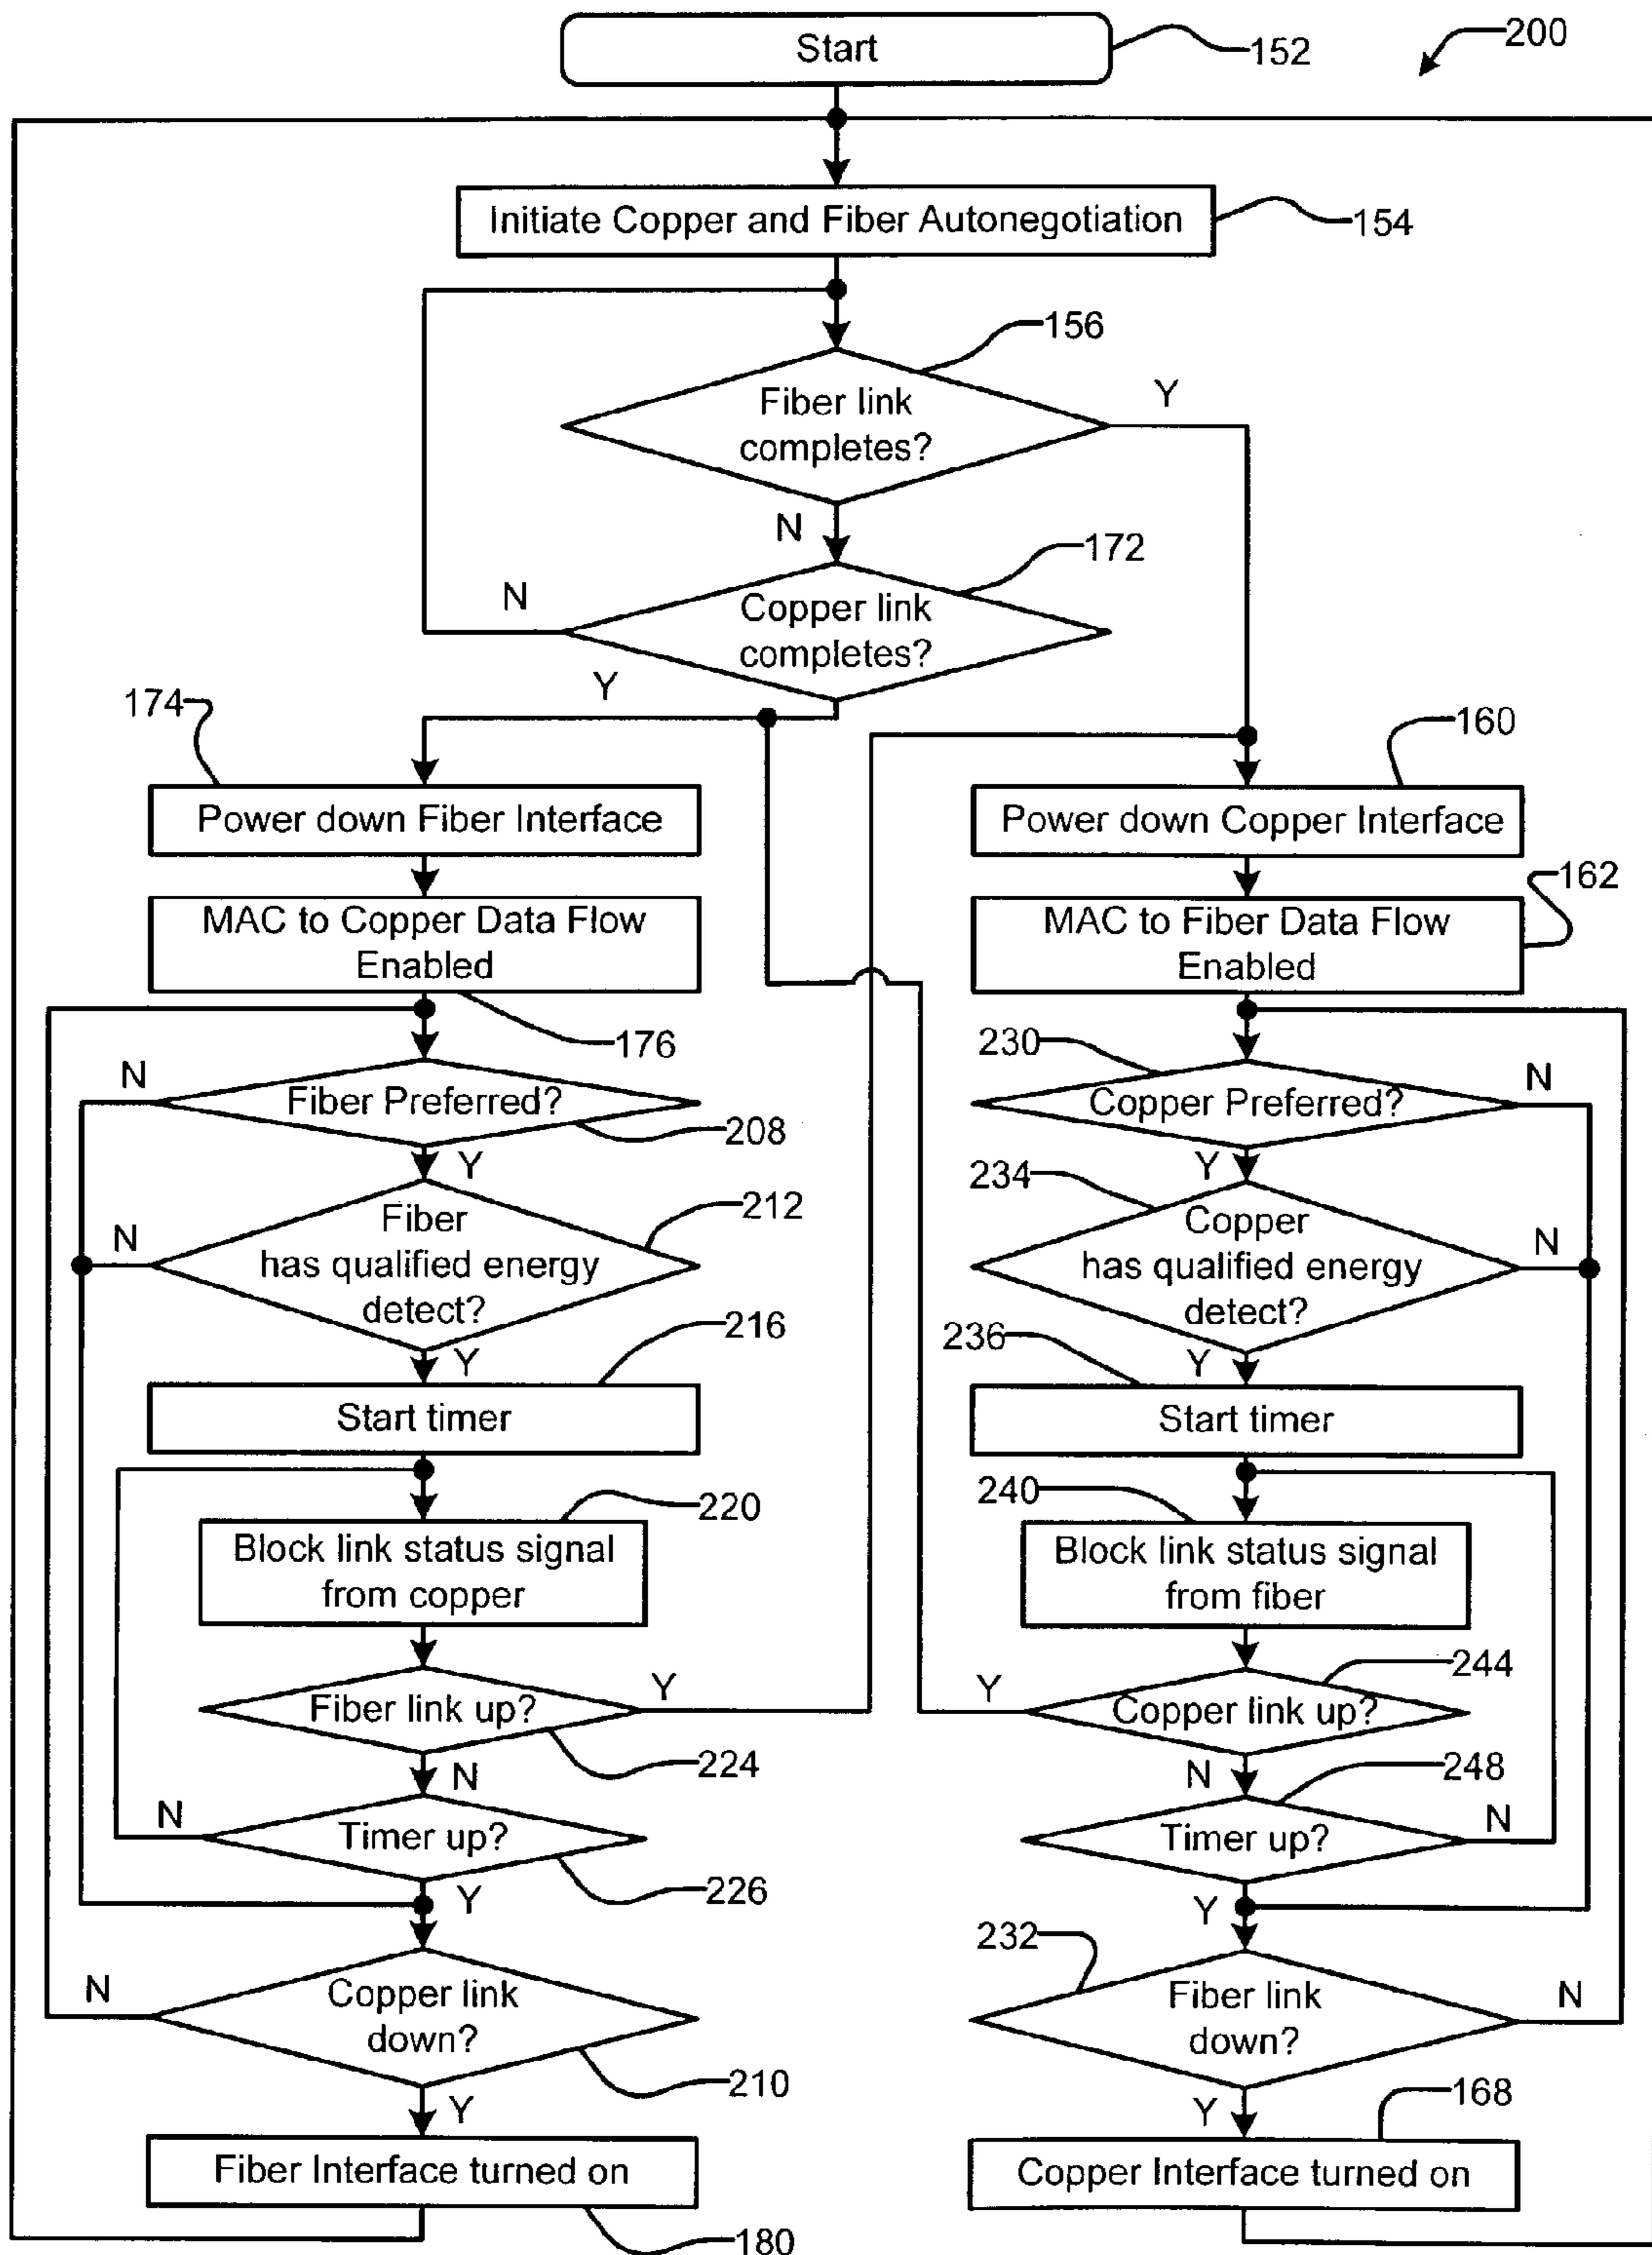 Start
152
200
Initiate Copper and Fiber Autonegotiation
154
156
Fiber link
completes?
Y
N
172
Copper link
completes?
N
Y
174
160
Power down Fiber Interface
Power down Copper Interface
162
MAC to Copper Data Flow
Enabled
MAC to Fiber Data Flow
Enabled
176
230
N
Fiber Preferred?
208
Y
Copper Preferred?
N
Y
234
212
Fiber
has qualified energy
detect?
N
Y
Copper
has qualified energy
detect?
N
Y
216
236
Start timer
Start timer
220
240
Block link status signal
from copper
Block link status signal
from fiber
Fiber link up?
Y
224
N
244
Y
Copper link up?
N
248
N
Timer up?
226
Y
Timer up?
N
Y
232
N
Copper link
down?
210
Y
Fiber link
down?
N
Y
168
Fiber Interface turned on
180
Copper Interface turned on